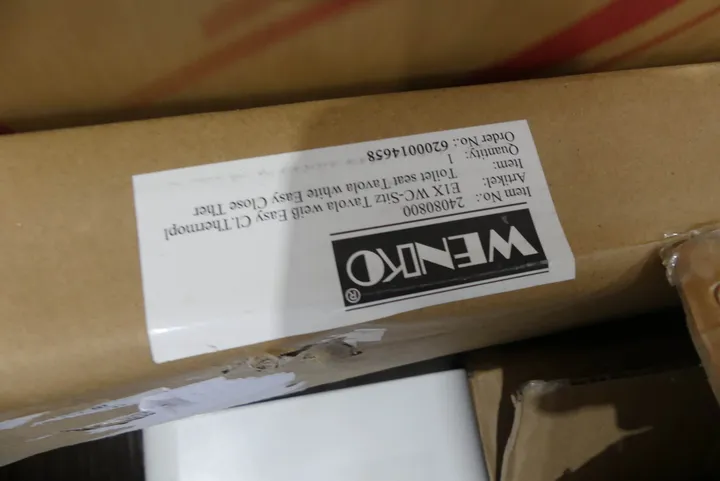 WENKO®
Item No.: 24080800
Artikel: E1X WC-Sitz Tavola weiß Easy Cl.Thermopl
Item: Toilet seat Tavola white Easy Close Ther
Quantity: 1
Order No.: 6200014658